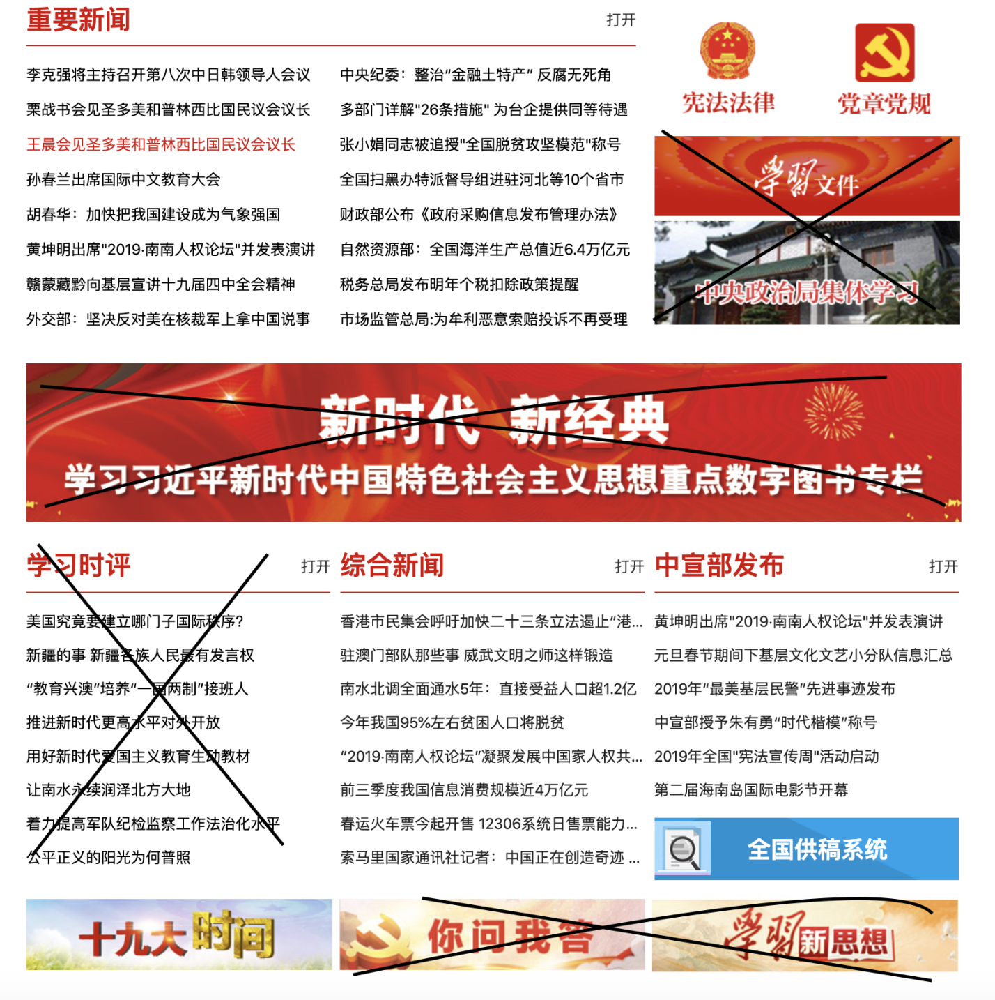 重要新闻 打开
李克强将主持召开第八次中日韩领导人会议
栗战书会见圣多美和普林西比国民议会议长
王晨会见圣多美和普林西比国民议会议长
孙春兰出席国际中文教育大会
胡春华：加快把我国建设成为气象强国
黄坤明出席"2019·南南人权论坛"并发表演讲
赣蒙藏黔向基层宣讲十九届四中全会精神
外交部：坚决反对美在核裁军上拿中国说事
中央纪委：整治“金融土特产” 反腐无死角
多部门详解"26条措施" 为台企提供同等待遇
张小娟同志被追授"全国脱贫攻坚模范"称号
全国扫黑办特派督导组进驻河北等10个省市
财政部公布《政府采购信息发布管理办法》
自然资源部：全国海洋生产总值近6.4万亿元
税务总局发布明年个税扣除政策提醒
市场监管总局:为牟利恶意索赔投诉不再受理
宪法法律
党章党规
學習文件
中央政治局集体学习
新时代 新经典
学习习近平新时代中国特色社会主义思想重点数字图书专栏
学习时评 打开
美国究竟要建立哪门子国际秩序?
新疆的事 新疆各族人民最有发言权
“教育兴澳”培养“一国两制”接班人
推进新时代更高水平对外开放
用好新时代爱国主义教育生动教材
让南水永续润泽北方大地
着力提高军队纪检监察工作法治化水平
公平正义的阳光为何普照
综合新闻 打开
香港市民集会呼吁加快二十三条立法遏止“港...
驻澳门部队那些事 威武文明之师这样锻造
南水北调全面通水5年：直接受益人口超1.2亿
今年我国95%左右贫困人口将脱贫
“2019·南南人权论坛”凝聚发展中国家人权共...
前三季度我国信息消费规模近4万亿元
春运火车票今起开售 12306系统日售票能力...
索马里国家通讯社记者：中国正在创造奇迹 ...
中宣部发布 打开
黄坤明出席"2019·南南人权论坛"并发表演讲
元旦春节期间下基层文化文艺小分队信息汇总
2019年“最美基层民警”先进事迹发布
中宣部授予朱有勇“时代楷模”称号
2019年全国"宪法宣传周"活动启动
第二届海南岛国际电影节开幕
全国供稿系统
十九大时间
你问我答
學習新思想